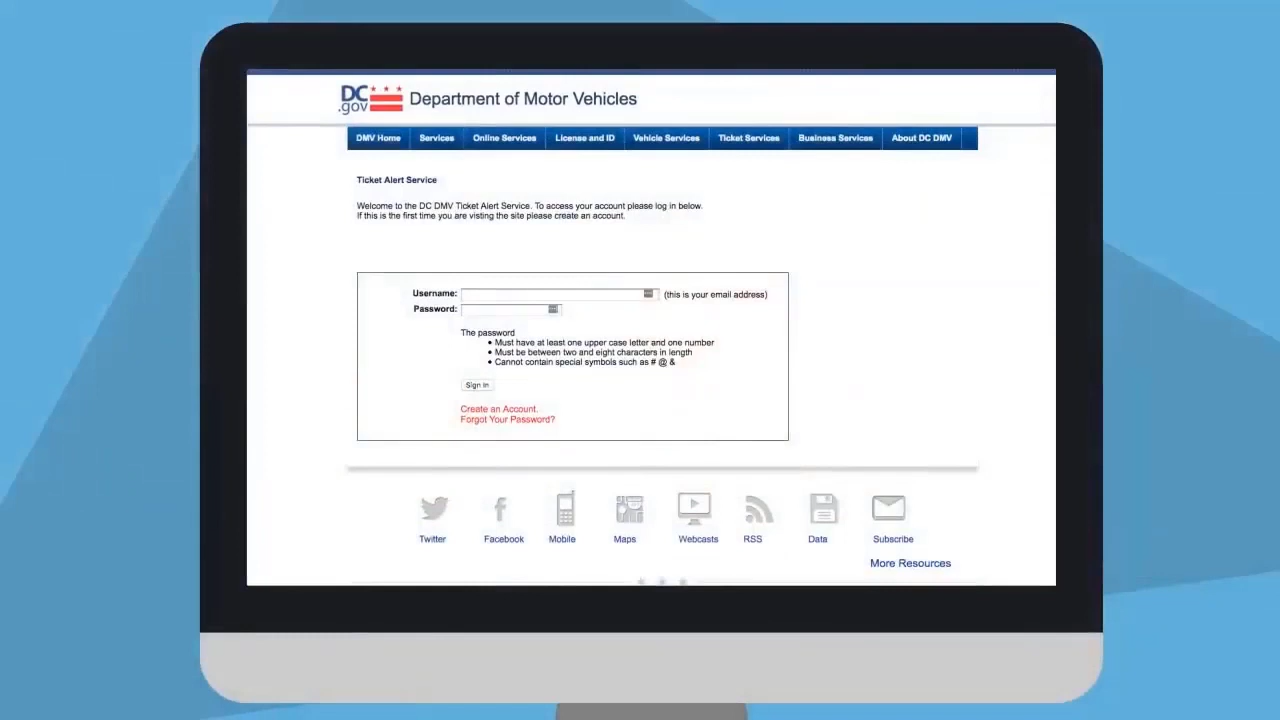 DC
.gov
Department of Motor Vehicles
DMV Home Services Online Services License and ID Vehicle Services Ticket Services Business Services About DC DMV
Ticket Alert Service
Welcome to the DC DMV Ticket Alert Service. To access your account please log in below.
If this is the first time you are visting the site please create an account.
Username: (this is your email address)
Password:
The password
• Must have at least one upper case letter and one number
• Must be between two and eight characters in length
• Cannot contain special symbols such as # @ &
Sign In
Create an Account.
Forgot Your Password?
Twitter Facebook Mobile Maps Webcasts RSS Data Subscribe
More Resources